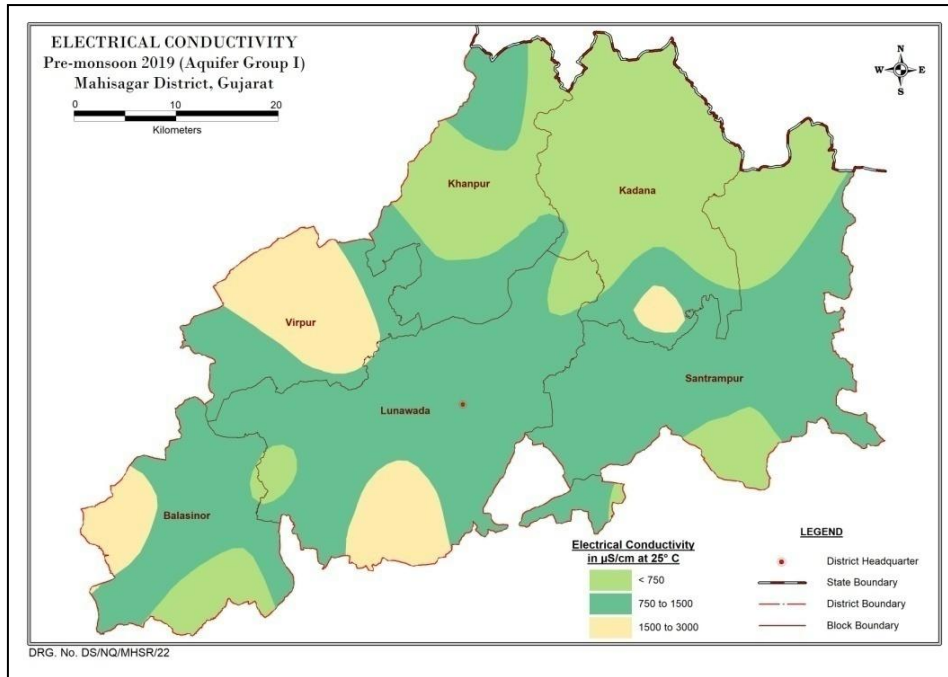 ELECTRICAL CONDUCTIVITY
Pre-monsoon 2019 (Aquifer Group I)
Mahisagar District, Gujarat
0 10 20
Kilometers
N
W E
S
Khanpur
Kadana
Virpur
Santrampur
Lunawada
Balasinor
Electrical Conductivity
in µS/cm at 25° C
< 750
750 to 1500
1500 to 3000
LEGEND
District Headquarter
State Boundary
District Boundary
Block Boundary
DRG. No. DS/NQ/MHSR/22